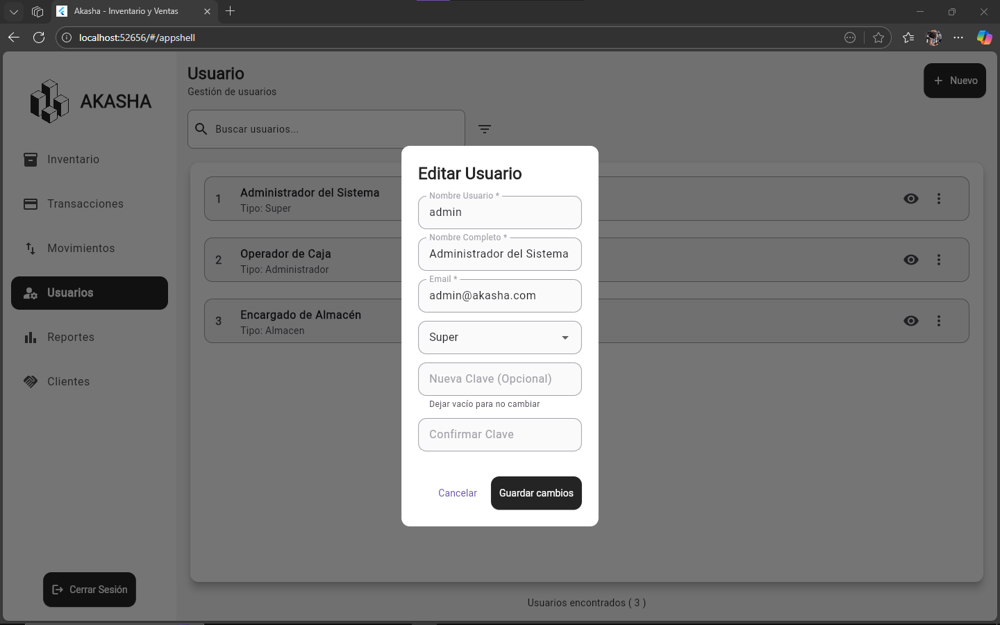 Akasha - Inventario y Ventas
localhost:52656/#/appshell
AKASHA
Inventario
Transacciones
Movimientos
Usuarios
Reportes
Clientes
Cerrar Sesión
Usuario
Gestión de usuarios
+ Nuevo
Buscar usuarios...
1
Administrador del Sistema
Tipo: Super
2
Operador de Caja
Tipo: Administrador
3
Encargado de Almacén
Tipo: Almacen
Editar Usuario
Nombre Usuario *
admin
Nombre Completo *
Administrador del Sistema
Email *
admin@akasha.com
Super
Nueva Clave (Opcional)
Dejar vacío para no cambiar
Confirmar Clave
Cancelar
Guardar cambios
Usuarios encontrados ( 3 )